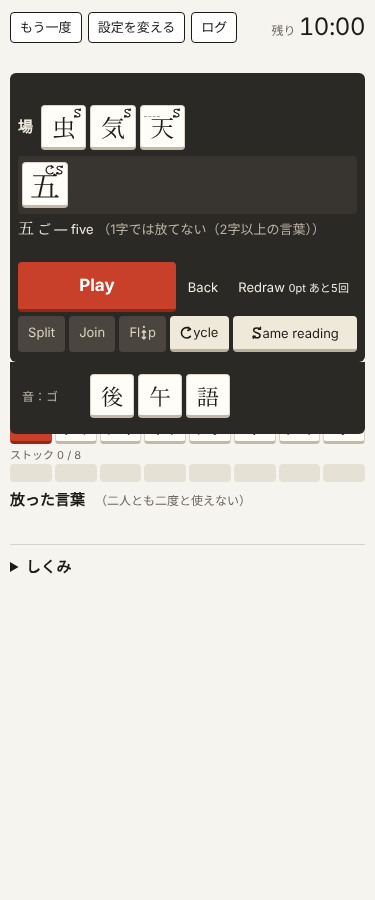 もう一度 設定を変える ログ 残り 10:00
場 虫 S 気 S 天 S
五 CS
五 ご — five （1字では放てない（2字以上の言葉））
Play Back Redraw 0pt あと5回
Split Join Flip Cycle Same reading
音：ゴ 後 午 語
ストック 0 / 8
放った言葉 （二人とも二度と使えない）
▶ しくみ